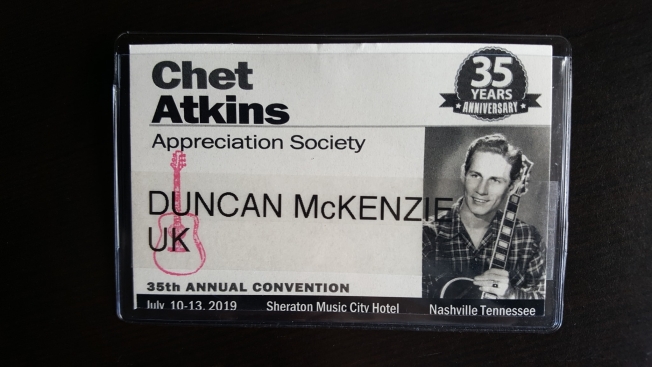 Chet
Atkins
Appreciation Society
35
YEARS
ANNIVERSARY
DUNCAN McKENZIE
UK
35th ANNUAL CONVENTION
July 10-13, 2019 Sheraton Music City Hotel Nashville Tennessee